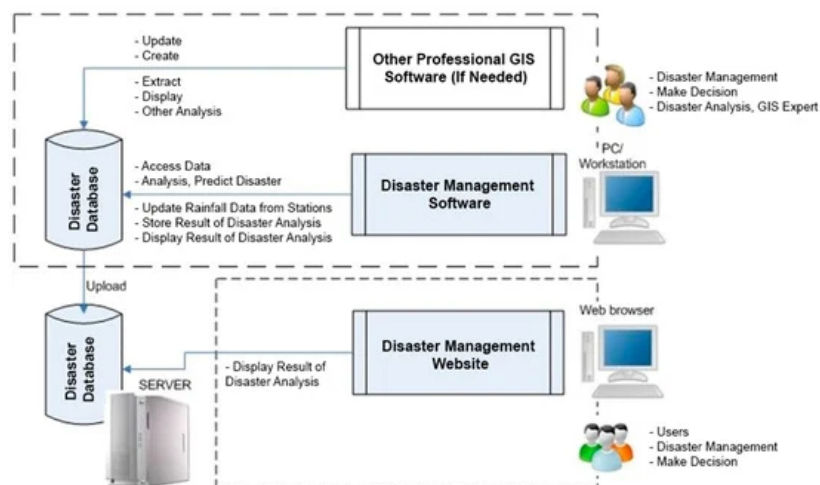 - Update
- Create
- Extract
- Display
- Other Analysis
Other Professional GIS
Software (If Needed)
- Disaster Management
- Make Decision
- Disaster Analysis, GIS Expert
Disaster
Database
- Access Data
- Analysis, Predict Disaster
- Update Rainfall Data from Stations
- Store Result of Disaster Analysis
- Display Result of Disaster Analysis
Disaster Management
Software
PC/
Workstation
Upload
Disaster
Database
SERVER
- Display Result of
Disaster Analysis
Disaster Management
Website
Web browser
- Users
- Disaster Management
- Make Decision